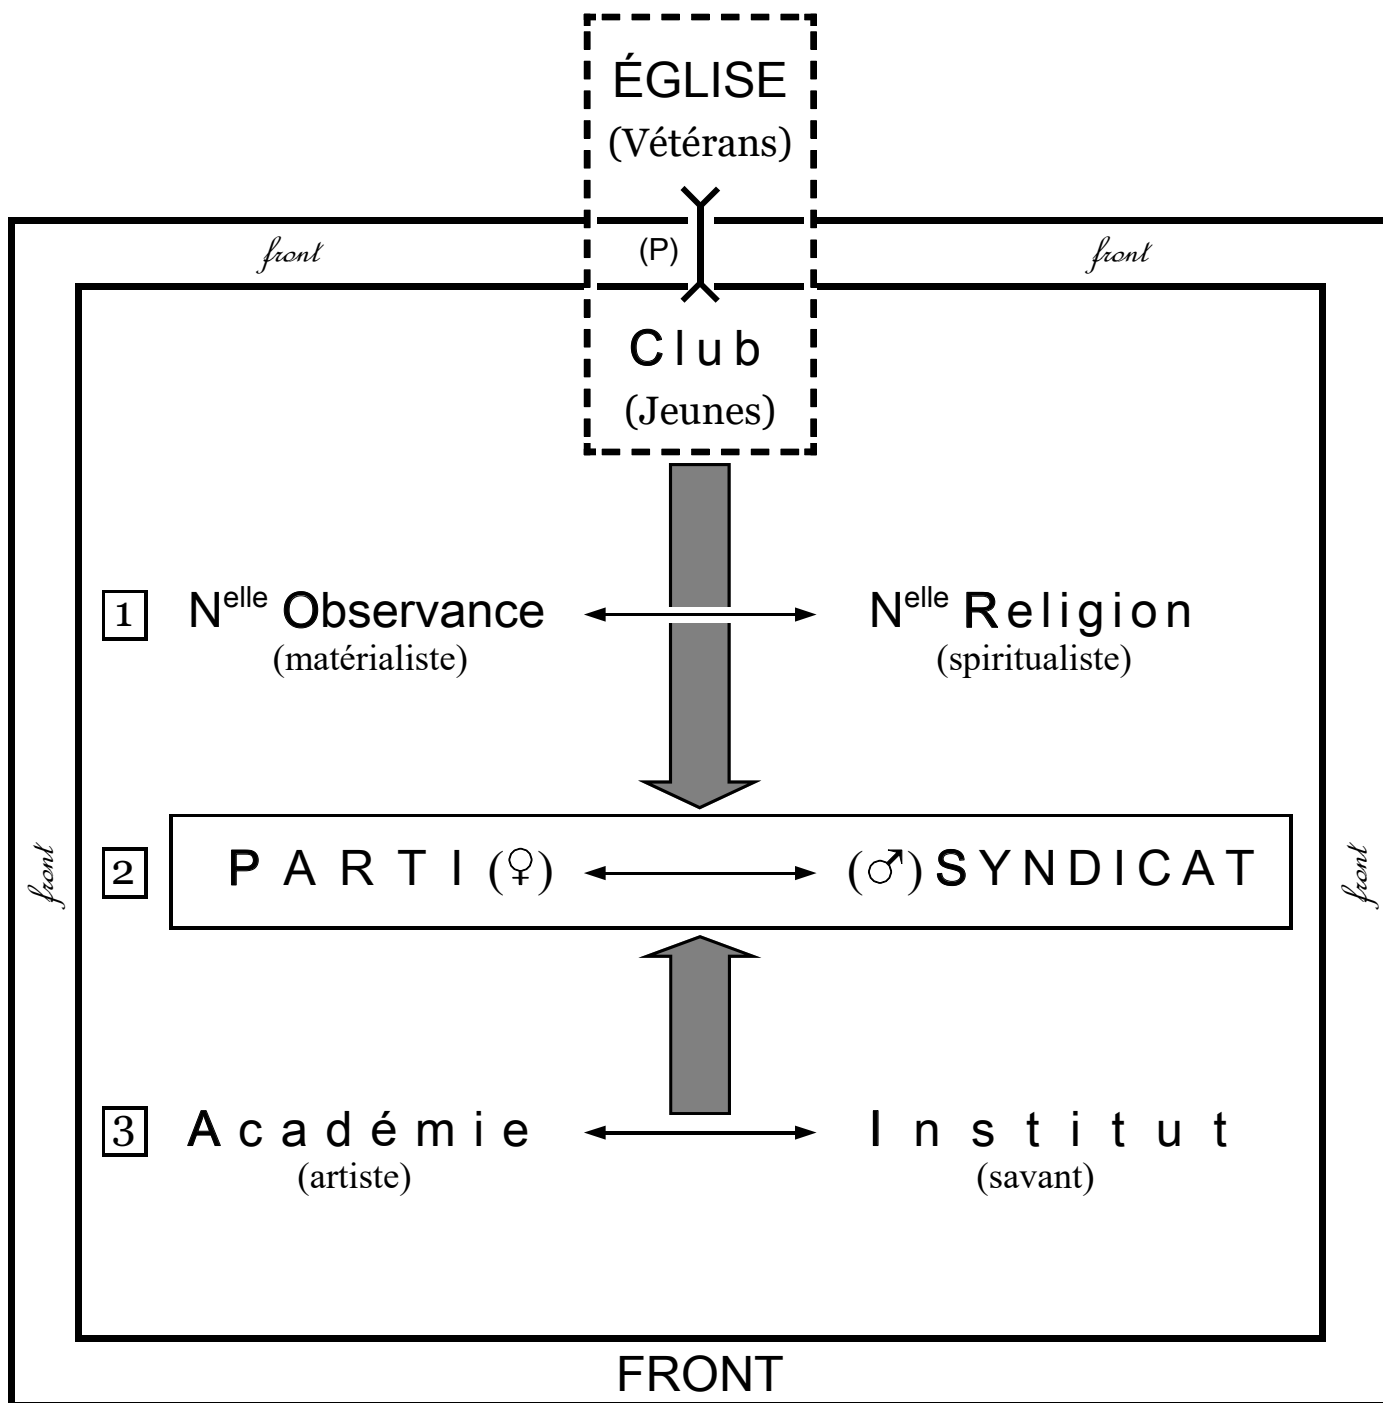 ÉGLISE
(Vétérans)
front (P) front
Club
(Jeunes)
1 Nelle Observance Nelle Religion
(matérialiste) (spiritualiste)
front front
2 PARTI (♀) (♂) SYNDICAT
3 Académie Institut
(artiste) (savant)
FRONT